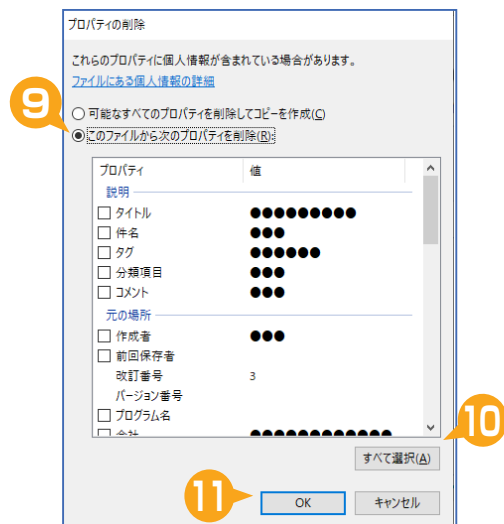 プロパティの削除
これらのプロパティに個人情報が含まれている場合があります。
ファイルにある個人情報の詳細
9
可能なすべてのプロパティを削除してコピーを作成(C)
このファイルから次のプロパティを削除(R):
プロパティ 値
説明
タイトル ●●●●●●●●●
件名 ●●●
タグ ●●●●●●
分類項目 ●●●
コメント ●●●
元の場所
作成者 ●●●
前回保存者
改訂番号 3
バージョン番号
プログラム名
会社 ●●●●●●●●●●●●
10
すべて選択(A)
11
OK キャンセル